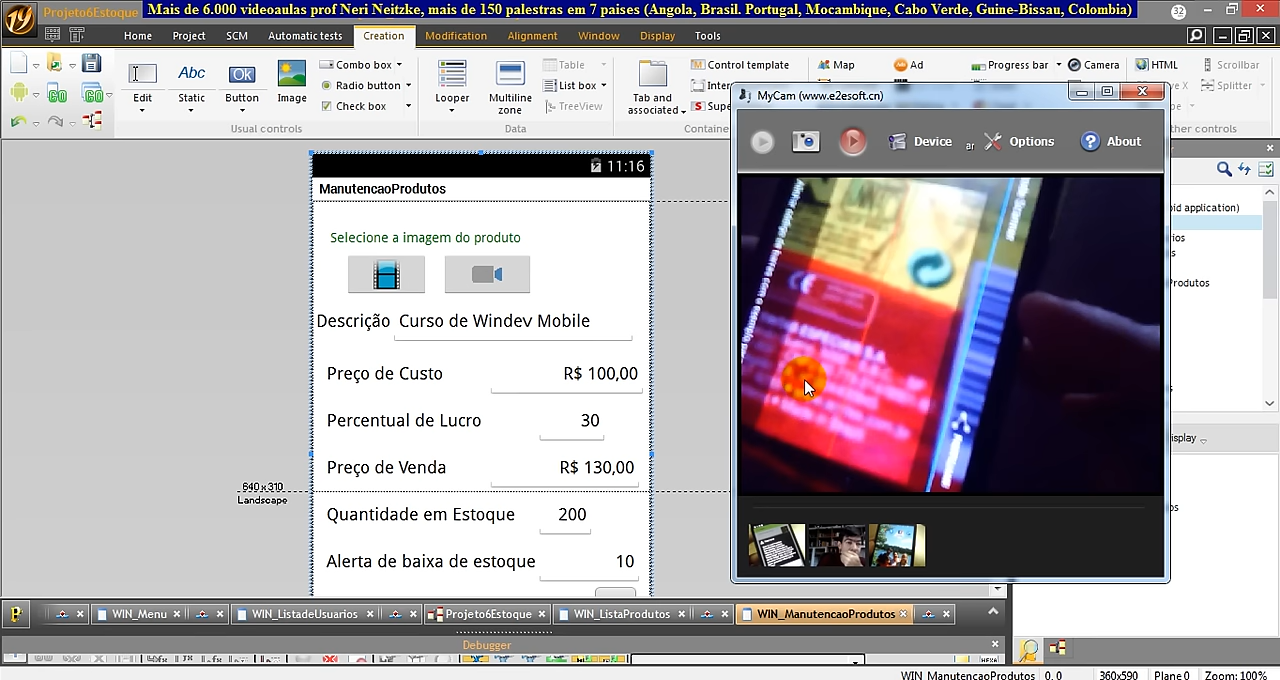 Projeto6Estoque
Mais de 6.000 videoaulas prof Neri Neitzke, mais de 150 palestras em 7 paises (Angola, Brasil. Portugal, Mocambique, Cabo Verde, Guine-Bissau, Colombia)
32
Home Project SCM Automatic tests Creation Modification Alignment Window Display Tools
Edit
Abc
Static
Ok
Button
Image
Combo box
Radio button
Check box
Usual controls
Looper
Multiline
zone
Table
List box
TreeView
Data
Tab and
associated
Control template
Map
Ad
Progress bar
Camera
HTML
Scrollbar
Splitter
MyCam (www.e2esoft.cn)
Device
Options
About
11:16
ManutencaoProdutos
Selecione a imagem do produto
Descrição Curso de Windev Mobile
Preço de Custo R$ 100,00
Percentual de Lucro 30
Preço de Venda R$ 130,00
640 x 310
Landscape
Quantidade em Estoque 200
Alerta de baixa de estoque 10
WIN_Menu
WIN_ListadeUsuarios
Projeto6Estoque
WIN_ListaProdutos
WIN_ManutencaoProdutos
Debugger
WIN_ManutencaoProdutos 0, 0 360x590 Plane 0 Zoom: 100%